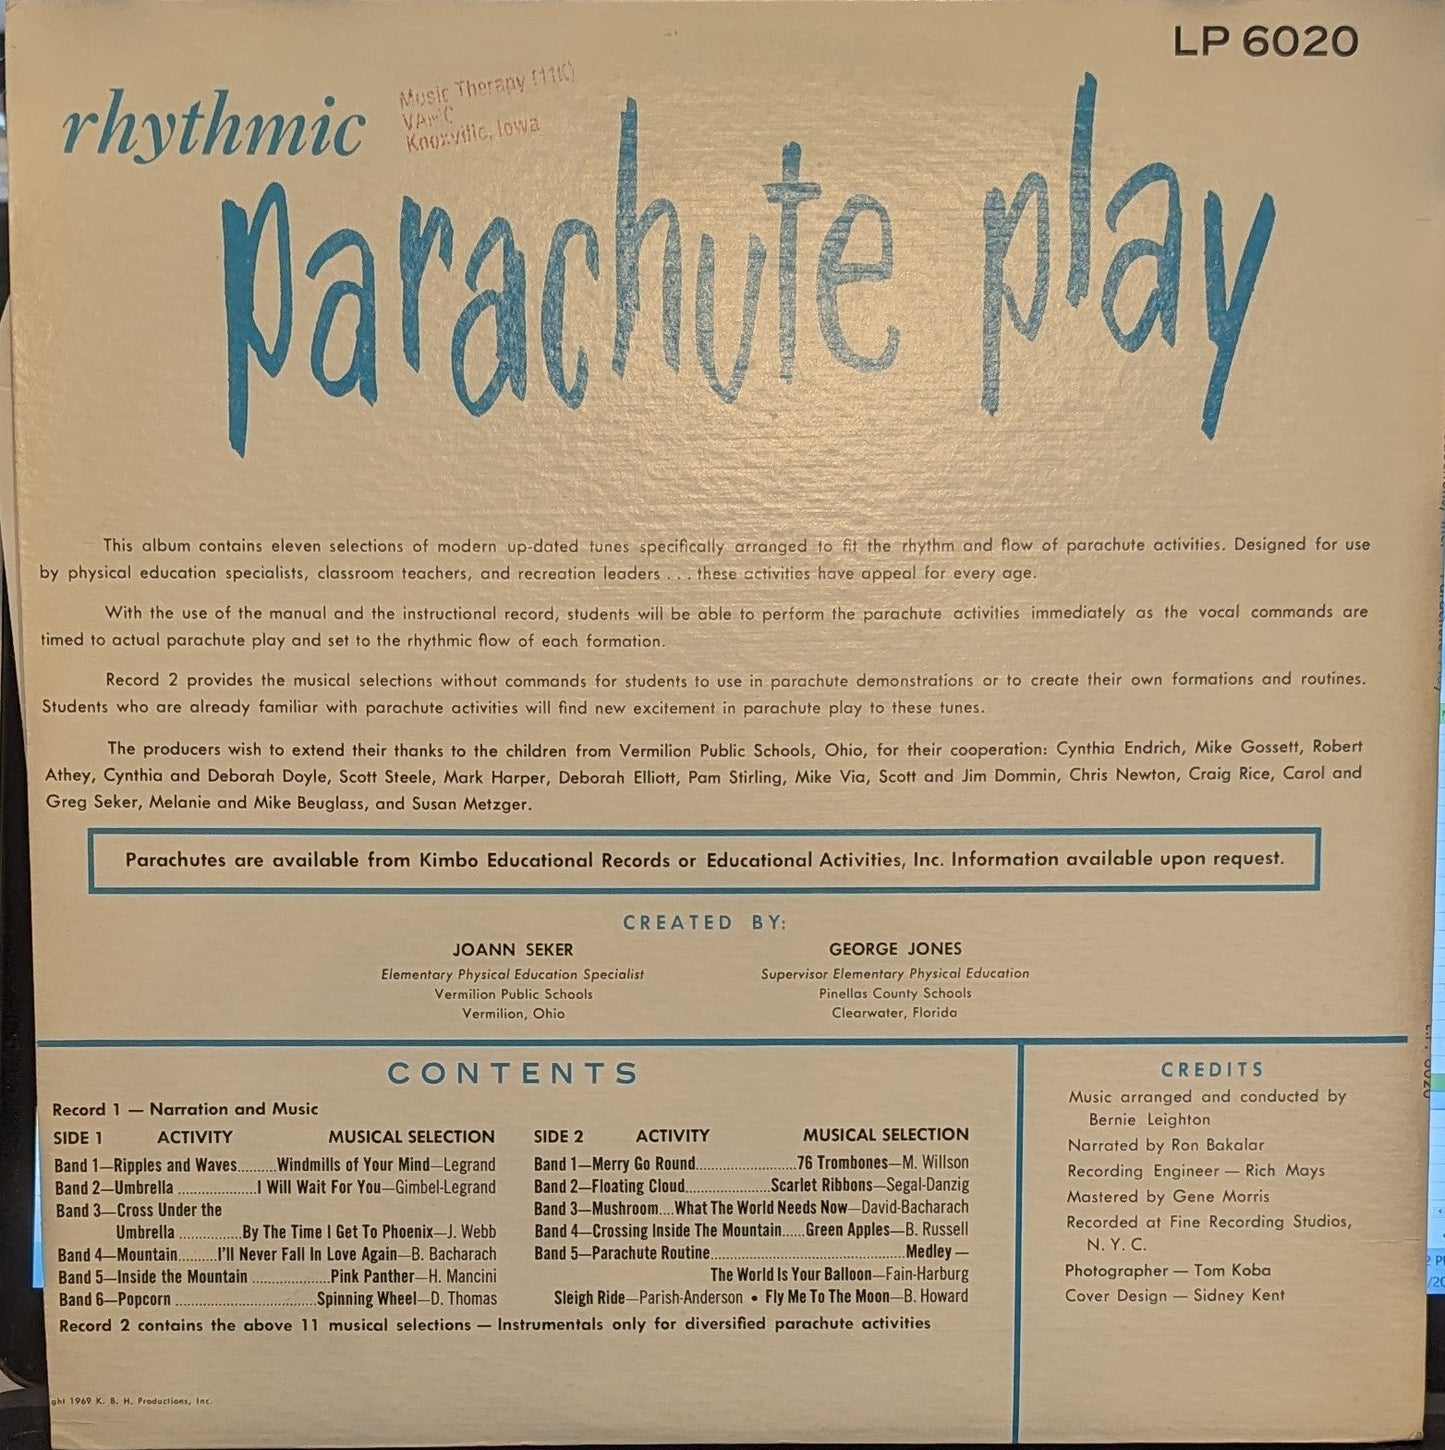 LP 6020
rhythmic
Music Therapy (11K)
Knoxville, Iowa
parachute play
This album contains eleven selections of modern up-dated tunes specifically arranged to fit the rhythm and flow of parachute activities. Designed for use
by physical education specialists, classroom teachers, and recreation leaders . . . these activities have appeal for every age.
With the use of the manual and the instructional record, students will be able to perform the parachute activities immediately as the vocal commands are
timed to actual parachute play and set to the rhythmic flow of each formation.
Record 2 provides the musical selections without commands for students to use in parachute demonstrations or to create their own formations and routines.
Students who are already familiar with parachute activities will find new excitement in parachute play to these tunes.
The producers wish to extend their thanks to the children from Vermilion Public Schools, Ohio, for their cooperation: Cynthia Endrich, Mike Gossett, Robert
Athey, Cynthia and Deborah Doyle, Scott Steele, Mark Harper, Deborah Elliott, Pam Stirling, Mike Via, Scott and Jim Dommin, Chris Newton, Craig Rice, Carol and
Greg Seker, Melanie and Mike Beuglass, and Susan Metzger.
Parachutes are available from Kimbo Educational Records or Educational Activities, Inc. Information available upon request.
CREATED BY:
JOANN SEKER
Elementary Physical Education Specialist
Vermilion Public Schools
Vermilion, Ohio
GEORGE JONES
Supervisor Elementary Physical Education
Pinellas County Schools
Clearwater, Florida
CONTENTS
Record 1 — Narration and Music
SIDE 1 ACTIVITY MUSICAL SELECTION
Band 1—Ripples and Waves.........Windmills of Your Mind—Legrand
Band 2—Umbrella ....................I Will Wait For You—Gimbel-Legrand
Band 3—Cross Under the
Umbrella ................By The Time I Get To Phoenix—J. Webb
Band 4—Mountain.........I'll Never Fall In Love Again—B. Bacharach
Band 5—Inside the Mountain ....................Pink Panther—H. Mancini
Band 6—Popcorn ....................................Spinning Wheel—D. Thomas
SIDE 2 ACTIVITY MUSICAL SELECTION
Band 1—Merry Go Round..........................76 Trombones—M. Willson
Band 2—Floating Cloud......................Scarlet Ribbons—Segal-Danzig
Band 3—Mushroom....What The World Needs Now—David-Bacharach
Band 4—Crossing Inside The Mountain......Green Apples—B. Russell
Band 5—Parachute Routine..................................................Medley —
The World Is Your Balloon—Fain-Harburg
Sleigh Ride—Parish-Anderson • Fly Me To The Moon—B. Howard
Record 2 contains the above 11 musical selections — Instrumentals only for diversified parachute activities
ght 1969 K. B. H. Productions, Inc.
CREDITS
Music arranged and conducted by
Bernie Leighton
Narrated by Ron Bakalar
Recording Engineer — Rich Mays
Mastered by Gene Morris
Recorded at Fine Recording Studios,
N. Y. C.
Photographer — Tom Koba
Cover Design — Sidney Kent